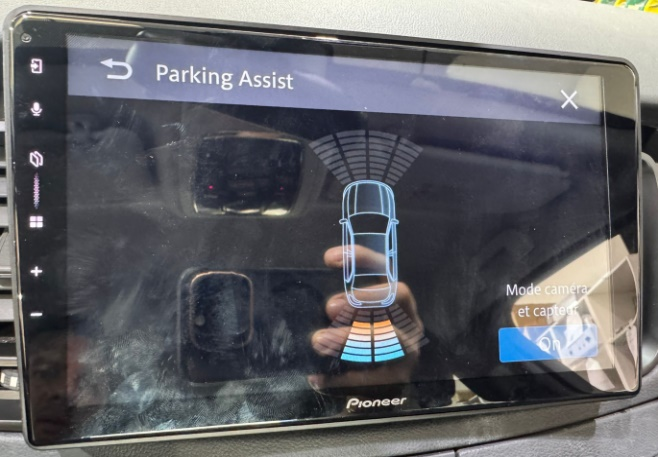 Parking Assist
Mode caméra
et capteur
On
Pioneer